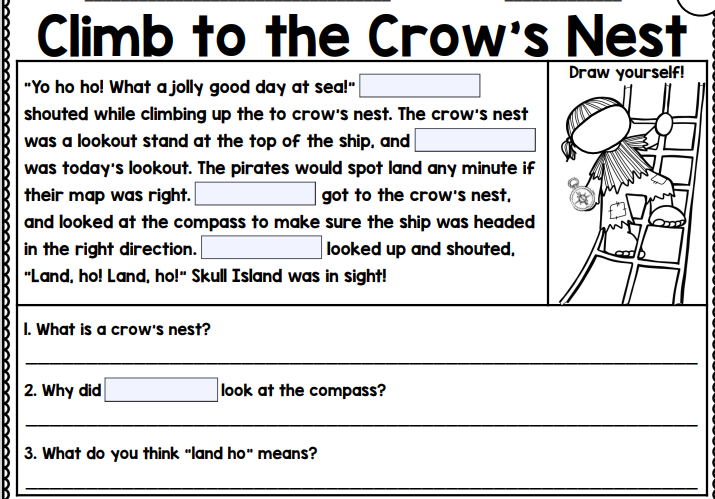 Climb to the Crow's Nest
"Yo ho ho! What a jolly good day at sea!"
shouted while climbing up the to crow's nest. The crow's nest
was a lookout stand at the top of the ship, and
was today's lookout. The pirates would spot land any minute if
their map was right. got to the crow's nest,
and looked at the compass to make sure the ship was headed
in the right direction. looked up and shouted,
"Land, ho! Land, ho!" Skull Island was in sight!
Draw yourself!
1. What is a crow's nest?
2. Why did look at the compass?
3. What do you think "land ho" means?